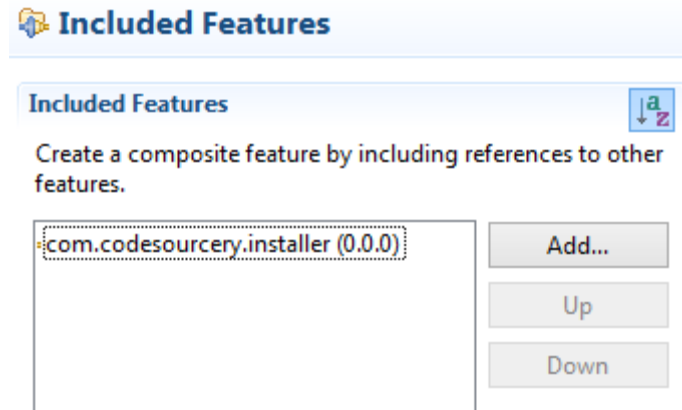 Included Features
Included Features
Create a composite feature by including references to other
features.
com.codesourcery.installer (0.0.0)
Add...
Up
Down